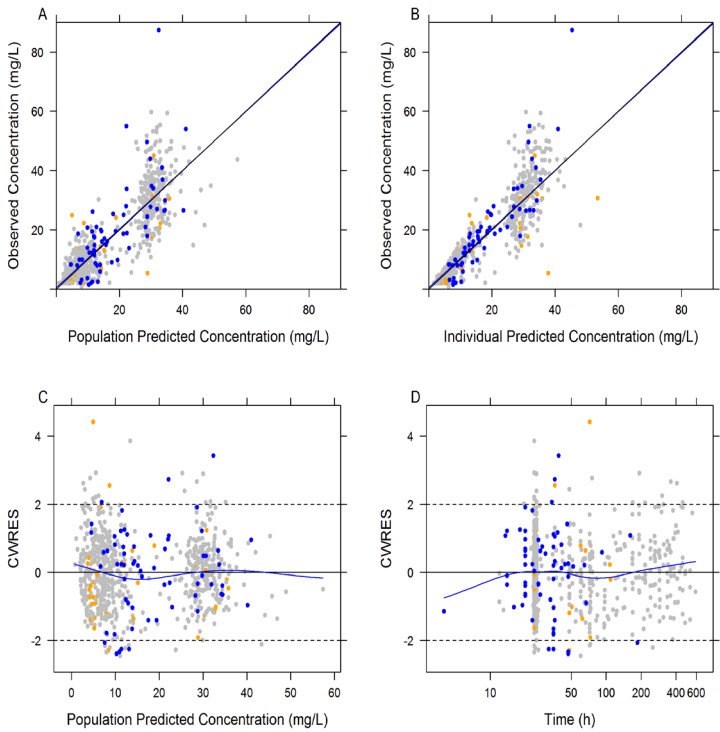 A
B
Observed Concentration (mg/L)
80
60
40
20
20 40 60 80
Population Predicted Concentration (mg/L)
Observed Concentration (mg/L)
80
60
40
20
20 40 60 80
Individual Predicted Concentration (mg/L)
C
D
CWRES
4
2
0
-2
0 10 20 30 40 50 60
Population Predicted Concentration (mg/L)
CWRES
4
2
0
-2
10 50 100 200 400 600
Time (h)